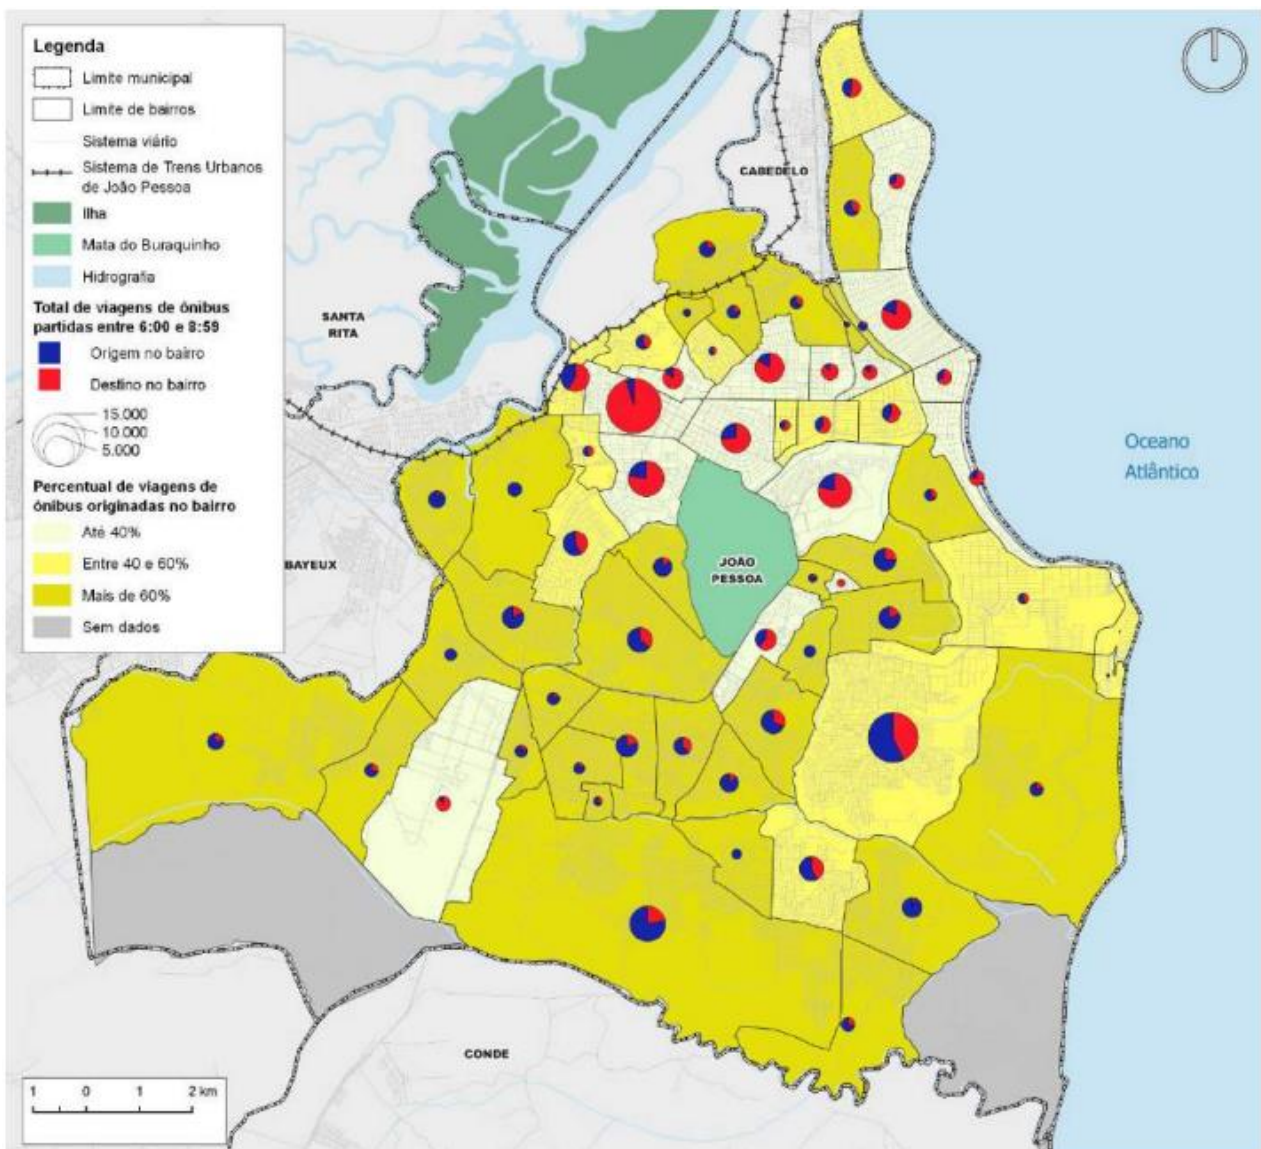 Legenda
Limite municipal
Limite de bairros
Sistema viário
Sistema de Trens Urbanos
de João Pessoa
Ilha
Mata do Buraquinho
Hidrografia
Total de viagens de ônibus
partidas entre 6:00 e 8:59
Origem no bairro
Destino no bairro
15.000
10.000
5.000
Percentual de viagens de
ônibus originadas no bairro
Até 40%
Entre 40 e 60%
Mais de 60%
Sem dados
CABEDELO
SANTA
RITA
Oceano
Atlântico
BAYEUX
JOÃO
PESSOA
CONDE
1 0 1 2 km